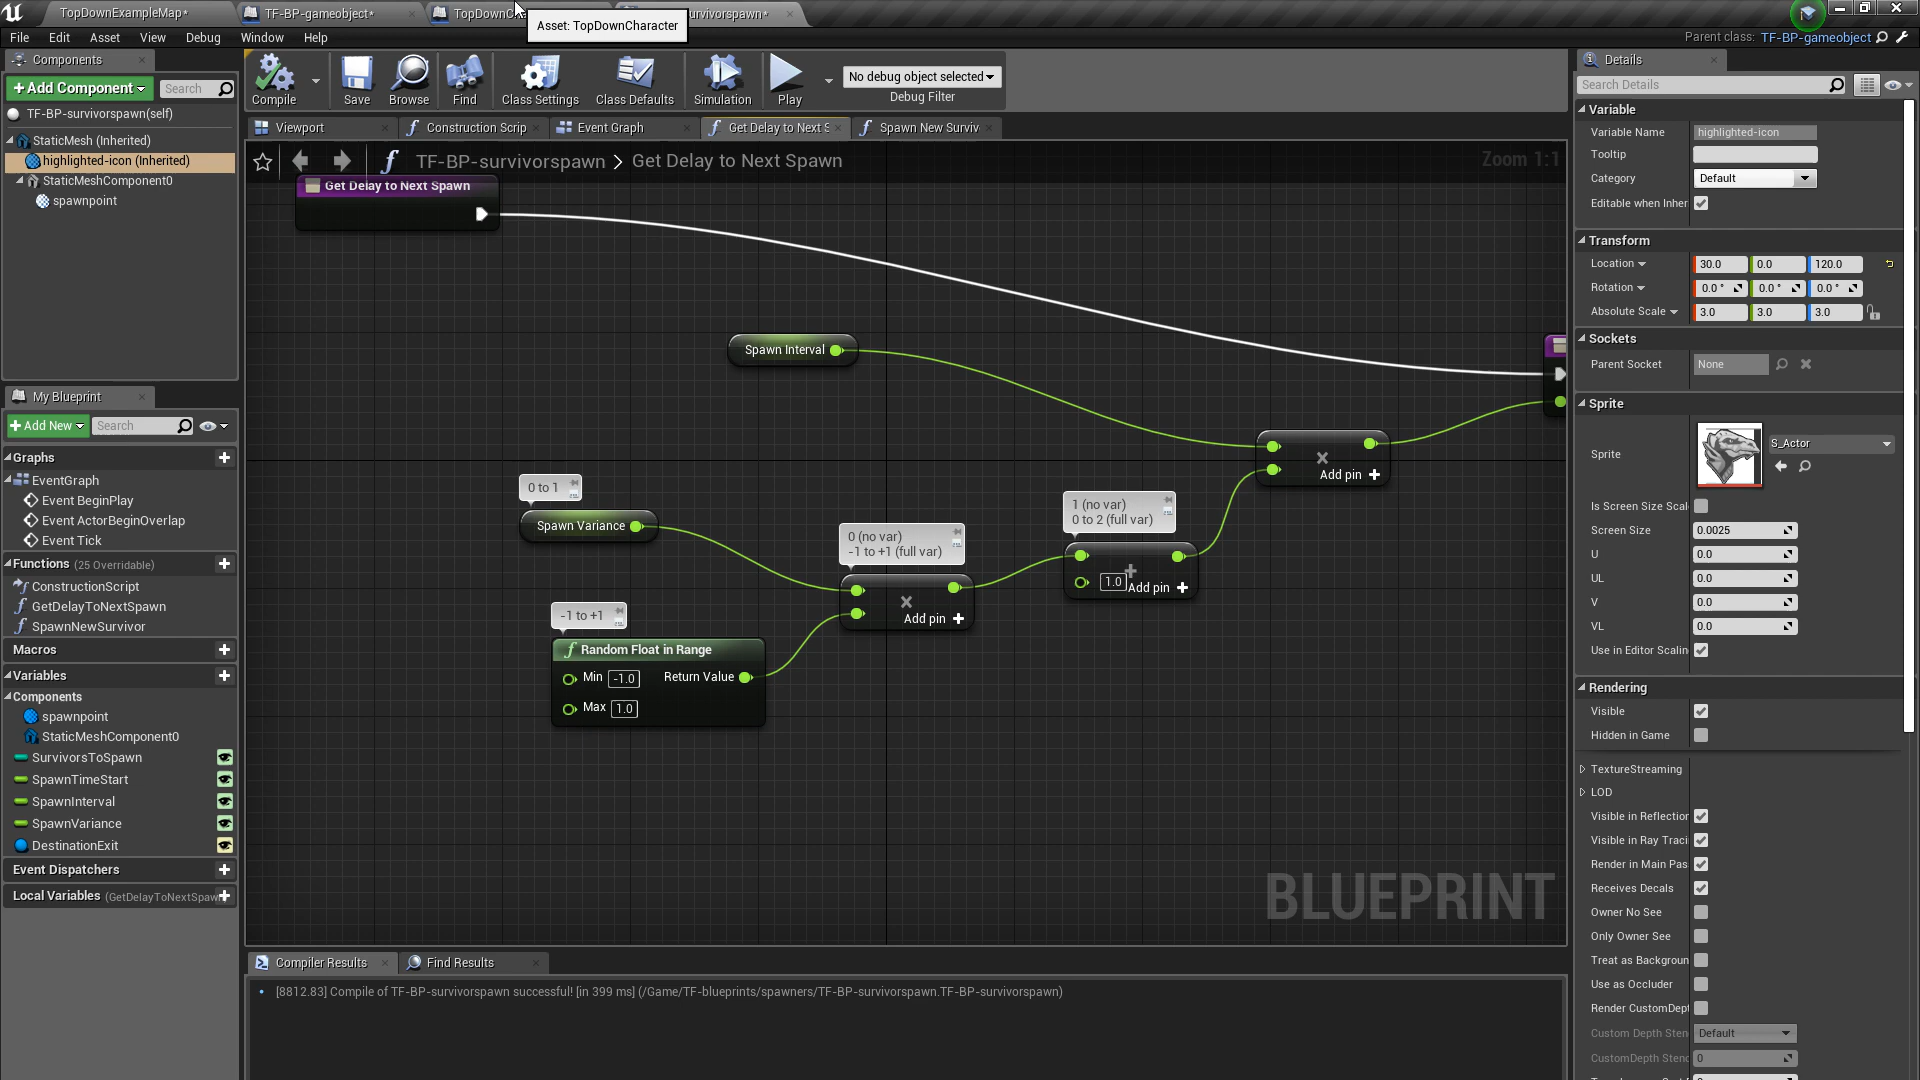 TopDownExampleMap*
TF-BP-gameobject*
urvivorspawn*
Asset: TopDownCharacter
File Edit Asset View Debug Window Help
Parent class: TF-BP-gameobject
Components
+Add Component
Search
TF-BP-survivorspawn(self)
StaticMesh (Inherited)
highlighted-icon (Inherited)
StaticMeshComponent0
spawnpoint
Compile
Save
Browse
Find
Class Settings
Class Defaults
Simulation
Play
No debug object selected
Debug Filter
Viewport
Construction Scrip
Event Graph
Get Delay to Next S
Spawn New Surviv
TF-BP-survivorspawn > Get Delay to Next Spawn
Zoom 1:1
Get Delay to Next Spawn
Spawn Interval
0 to 1
Spawn Variance
-1 to +1
Random Float in Range
Min -1.0 Return Value
Max 1.0
0 (no var)
-1 to +1 (full var)
Add pin +
1 (no var)
0 to 2 (full var)
1.0 Add pin +
Add pin +
BLUEPRINT
My Blueprint
+Add New
Search
Graphs
EventGraph
Event BeginPlay
Event ActorBeginOverlap
Event Tick
Functions (25 Overridable)
ConstructionScript
GetDelayToNextSpawn
SpawnNewSurvivor
Macros
Variables
Components
spawnpoint
StaticMeshComponent0
SurvivorsToSpawn
SpawnTimeStart
SpawnInterval
SpawnVariance
DestinationExit
Event Dispatchers
Local Variables (GetDelayToNextSpawn
Compiler Results
Find Results
[8812.83] Compile of TF-BP-survivorspawn successful! [in 399 ms] (/Game/TF-blueprints/spawners/TF-BP-survivorspawn.TF-BP-survivorspawn)
Details
Search Details
Variable
Variable Name highlighted-icon
Tooltip
Category Default
Editable when Inher
Transform
Location 30.0 0.0 120.0
Rotation 0.0 ° 0.0 ° 0.0 °
Absolute Scale 3.0 3.0 3.0
Sockets
Parent Socket None
Sprite
Sprite S_Actor
Is Screen Size Scal
Screen Size 0.0025
U 0.0
UL 0.0
V 0.0
VL 0.0
Use in Editor Scalin
Rendering
Visible
Hidden in Game
TextureStreaming
LOD
Visible in Reflection
Visible in Ray Traci
Render in Main Pas
Receives Decals
Owner No See
Only Owner See
Treat as Backgroun
Use as Occluder
Render CustomDept
Custom Depth Sten Default
CustomDepth Stenc 0